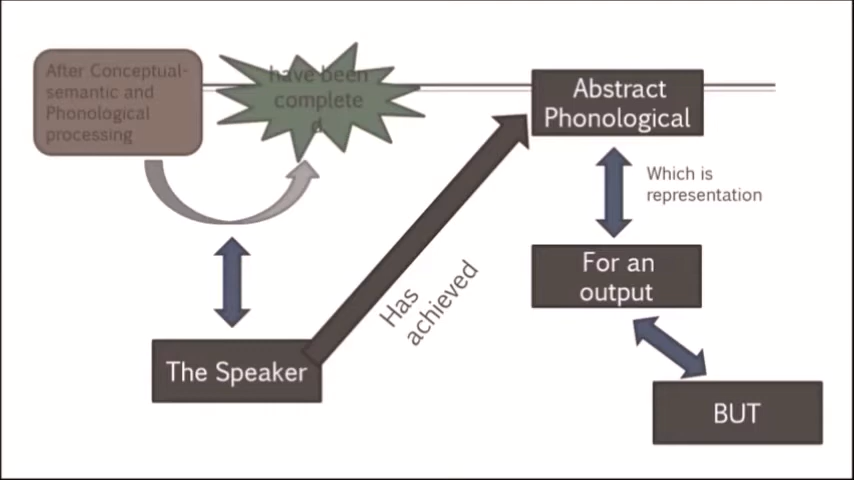 After Conceptual-
semantic and
Phonological
processing
have been
complete
d
Abstract
Phonological
Which is
representation
For an
output
Has
achieved
The Speaker
BUT